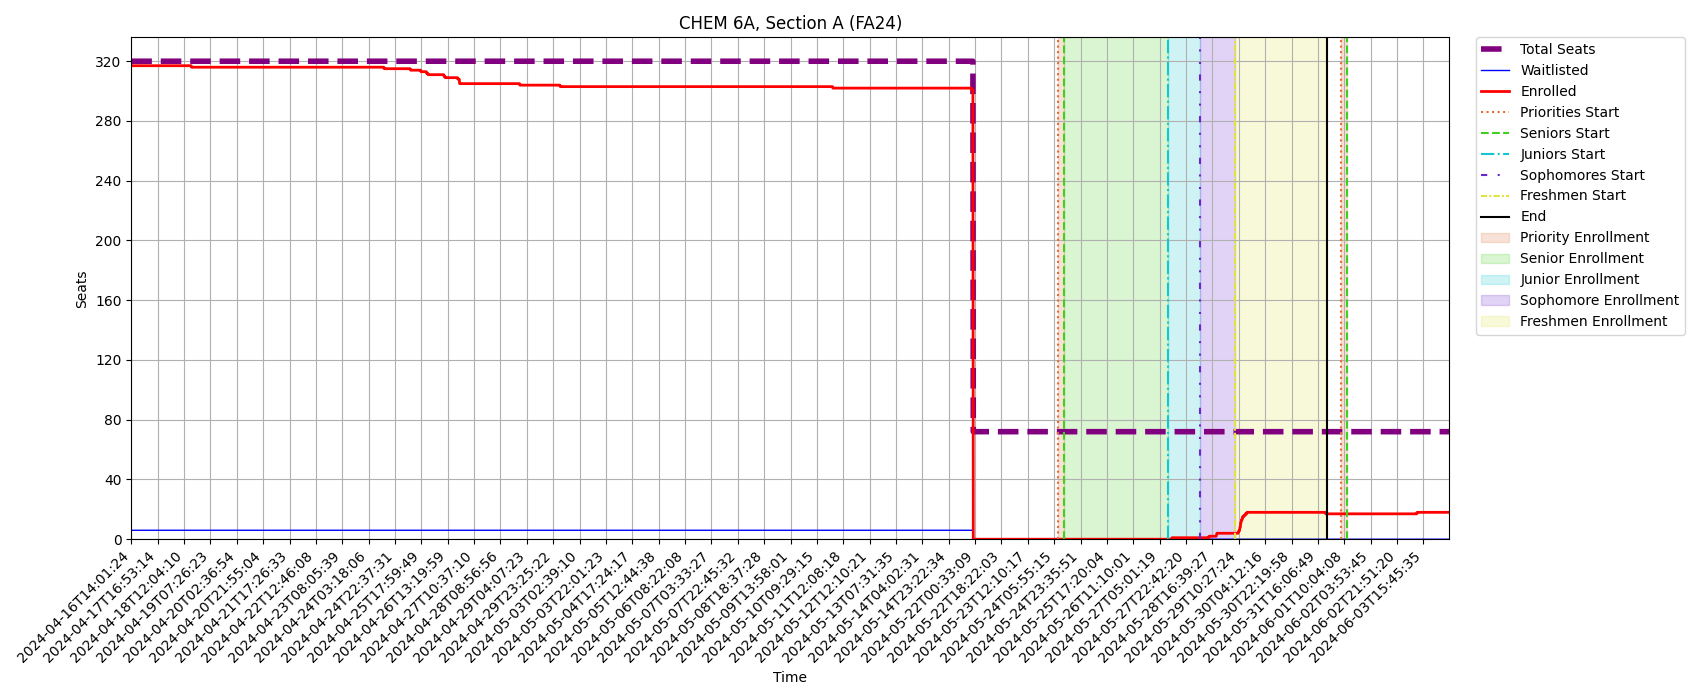 CHEM 6A, Section A (FA24)
Total Seats
Waitlisted
Enrolled
Priorities Start
Seniors Start
Juniors Start
Sophomores Start
Freshmen Start
End
Priority Enrollment
Senior Enrollment
Junior Enrollment
Sophomore Enrollment
Freshmen Enrollment
Seats
320
280
240
200
160
120
80
40
0
2024-04-16T14:01:24
2024-04-17T16:53:14
2024-04-18T12:04:10
2024-04-19T07:26:23
2024-04-20T02:36:54
2024-04-20T21:55:04
2024-04-21T17:26:33
2024-04-22T12:46:08
2024-04-23T08:05:39
2024-04-24T03:18:06
2024-04-24T22:37:31
2024-04-25T17:59:49
2024-04-26T13:19:59
2024-04-27T10:37:10
2024-04-28T08:56:56
2024-04-29T04:07:23
2024-04-29T23:25:22
2024-05-03T02:39:10
2024-05-03T22:01:23
2024-05-04T17:24:17
2024-05-05T12:44:38
2024-05-06T08:22:08
2024-05-07T03:33:27
2024-05-07T22:45:32
2024-05-08T18:37:28
2024-05-09T13:58:01
2024-05-10T09:29:15
2024-05-11T12:08:18
2024-05-12T12:10:21
2024-05-13T07:31:35
2024-05-14T04:02:31
2024-05-14T23:22:34
2024-05-22T00:33:09
2024-05-22T18:22:03
2024-05-23T12:10:17
2024-05-24T05:55:15
2024-05-24T23:35:51
2024-05-25T17:20:04
2024-05-26T11:10:01
2024-05-27T05:01:19
2024-05-27T22:42:20
2024-05-28T16:39:27
2024-05-29T10:27:24
2024-05-30T04:12:16
2024-05-30T22:19:58
2024-05-31T16:06:49
2024-06-01T10:04:08
2024-06-02T03:53:45
2024-06-02T21:51:20
2024-06-03T15:45:35
Time